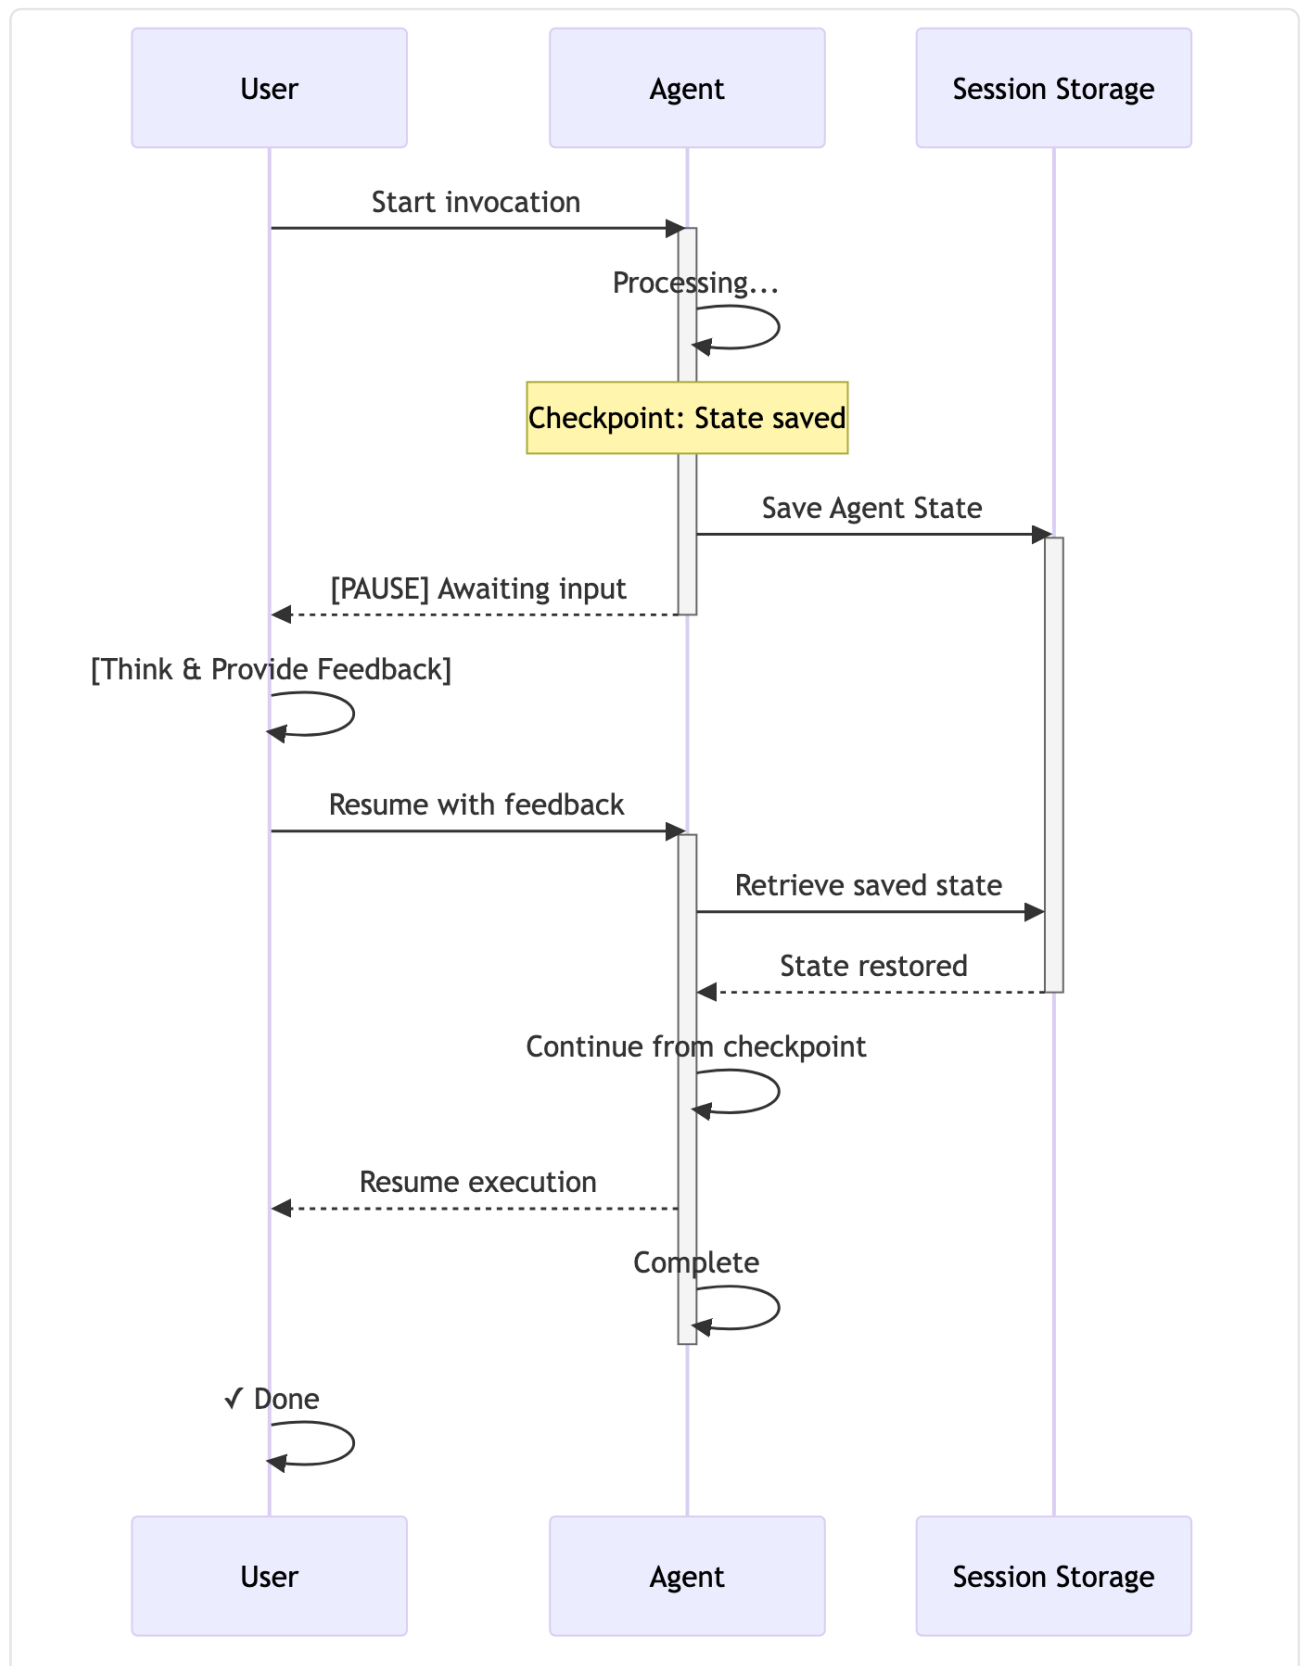 User
Agent
Session Storage
Start invocation
Processing...
Checkpoint: State saved
Save Agent State
[PAUSE] Awaiting input
[Think & Provide Feedback]
Resume with feedback
Retrieve saved state
State restored
Continue from checkpoint
Resume execution
Complete
✓ Done
User
Agent
Session Storage